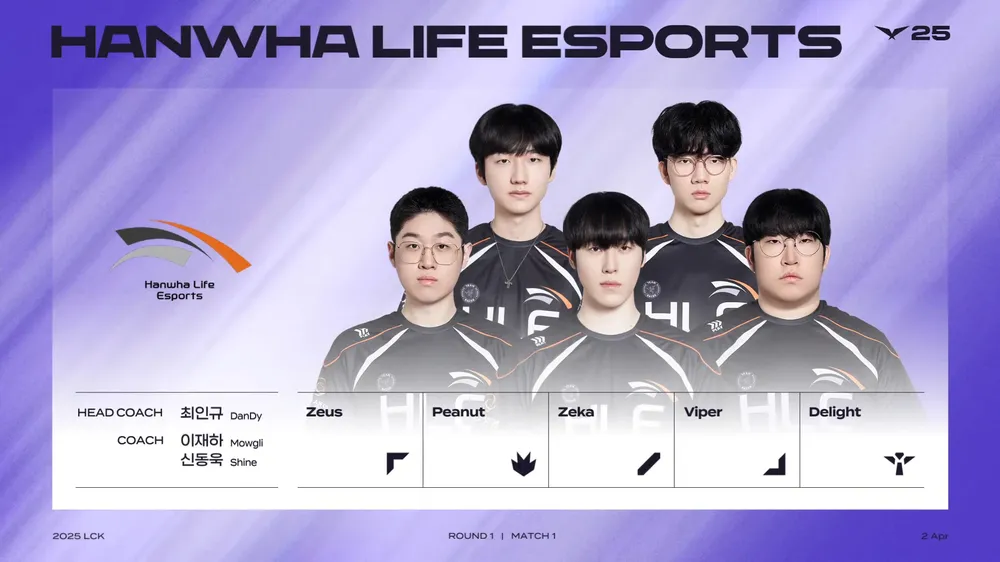 HANWHA LIFE ESPORTS
25
Hanwha Life
Esports
HEAD COACH 최인규 DanDy
COACH 이재하 Mowgli
신동욱 Shine
Zeus
Peanut
Zeka
Viper
Delight
2025 LCK
ROUND 1 | MATCH 1
2 Apr